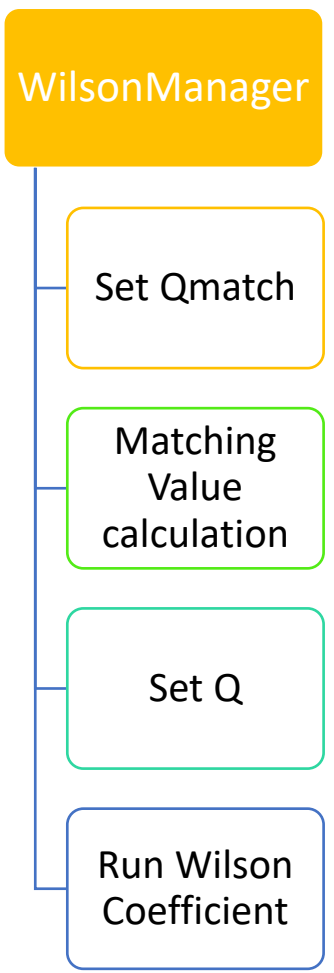 WilsonManager
Set Qmatch
Matching
Value
calculation
Set Q
Run Wilson
Coefficient